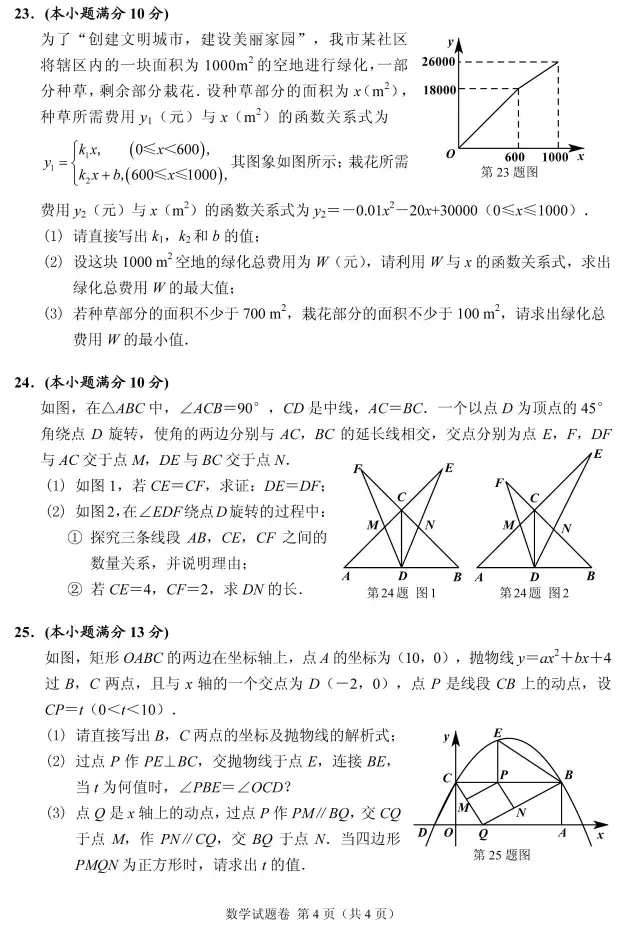 23.(本小题满分 10 分)
为了“创建文明城市，建设美丽家园”，我市某社区
将辖区内的一块面积为 1000m²的空地进行绿化，一部
分种草，剩余部分栽花．设种草部分的面积为 x（m²），
种草所需费用 y₁（元）与 x（m²）的函数关系式为
y₁＝{k₁x, (0≤x<600),
k₂x＋b,(600≤x≤1000), 其图象如图所示；栽花所需
y
26000
18000
O 600 1000 x
第 23 题图
费用 y₂（元）与 x（m²）的函数关系式为 y₂＝－0.01x²－20x+30000（0≤x≤1000）．
(1) 请直接写出 k₁，k₂和 b 的值；
(2) 设这块 1000 m²空地的绿化总费用为 W（元），请利用 W 与 x 的函数关系式，求出
绿化总费用 W 的最大值；
(3) 若种草部分的面积不少于 700 m²，栽花部分的面积不少于 100 m²，请求出绿化总
费用 W 的最小值．
24.(本小题满分 10 分)
如图，在△ABC 中，∠ACB＝90°，CD 是中线，AC＝BC．一个以点 D 为顶点的 45°
角绕点 D 旋转，使角的两边分别与 AC，BC 的延长线相交，交点分别为点 E，F，DF
与 AC 交于点 M，DE 与 BC 交于点 N．
(1) 如图 1，若 CE＝CF，求证：DE＝DF；
(2) 如图 2，在∠EDF 绕点 D 旋转的过程中：
① 探究三条线段 AB，CE，CF 之间的
数量关系，并说明理由；
② 若 CE＝4，CF＝2，求 DN 的长．
F E
C
M N
A D B
第 24 题 图 1
E
F
C
M N
A D B
第 24 题 图 2
25.(本小题满分 13 分)
如图，矩形 OABC 的两边在坐标轴上，点 A 的坐标为（10，0），抛物线 y＝ax²＋bx＋4
过 B，C 两点，且与 x 轴的一个交点为 D（－2，0），点 P 是线段 CB 上的动点，设
CP＝t（0＜t＜10）．
(1) 请直接写出 B，C 两点的坐标及抛物线的解析式；
(2) 过点 P 作 PE⊥BC，交抛物线于点 E，连接 BE，
当 t 为何值时，∠PBE＝∠OCD？
(3) 点 Q 是 x 轴上的动点，过点 P 作 PM∥BQ，交 CQ
于点 M，作 PN∥CQ，交 BQ 于点 N．当四边形
PMQN 为正方形时，请求出 t 的值．
y E
C P B
M N
D O Q A x
第 25 题图
数学试题卷 第 4 页（共 4 页）